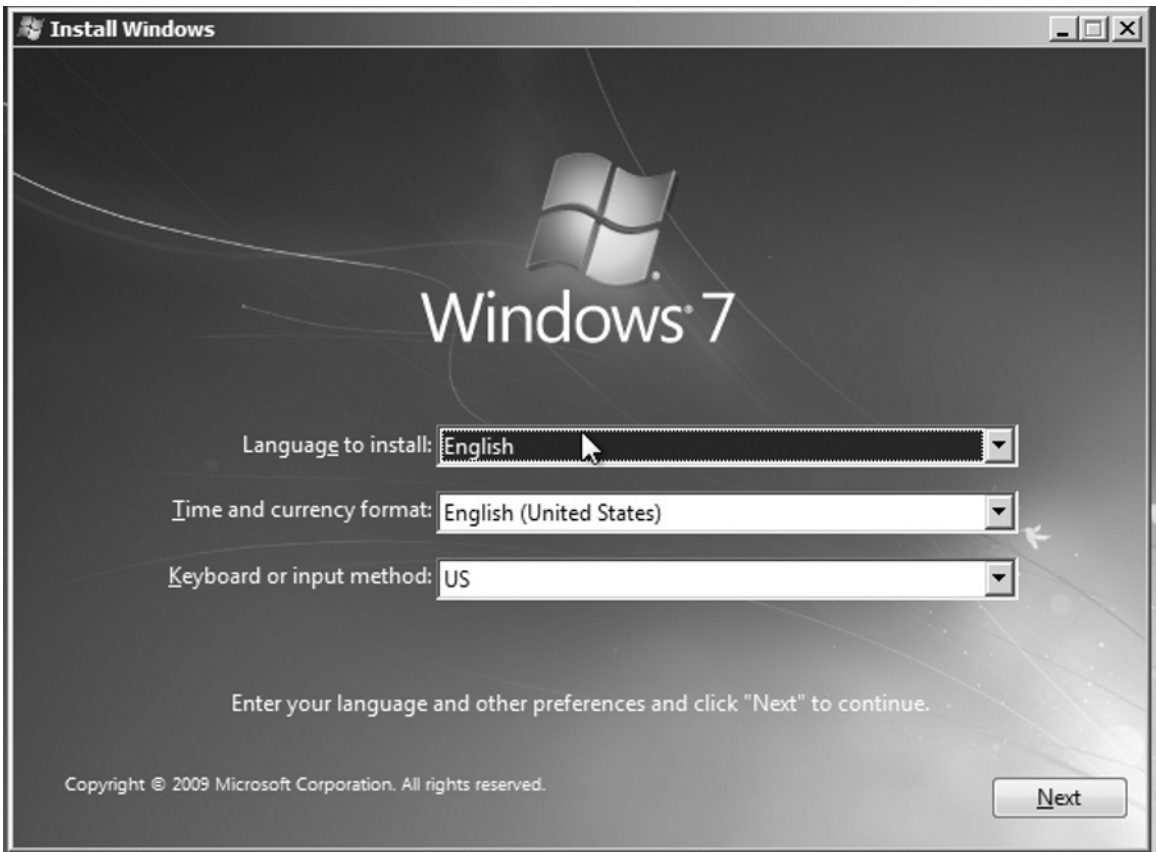 Install Windows
Windows® 7
Language to install: English
Time and currency format: English (United States)
Keyboard or input method: US
Enter your language and other preferences and click "Next" to continue.
Copyright © 2009 Microsoft Corporation. All rights reserved.
Next